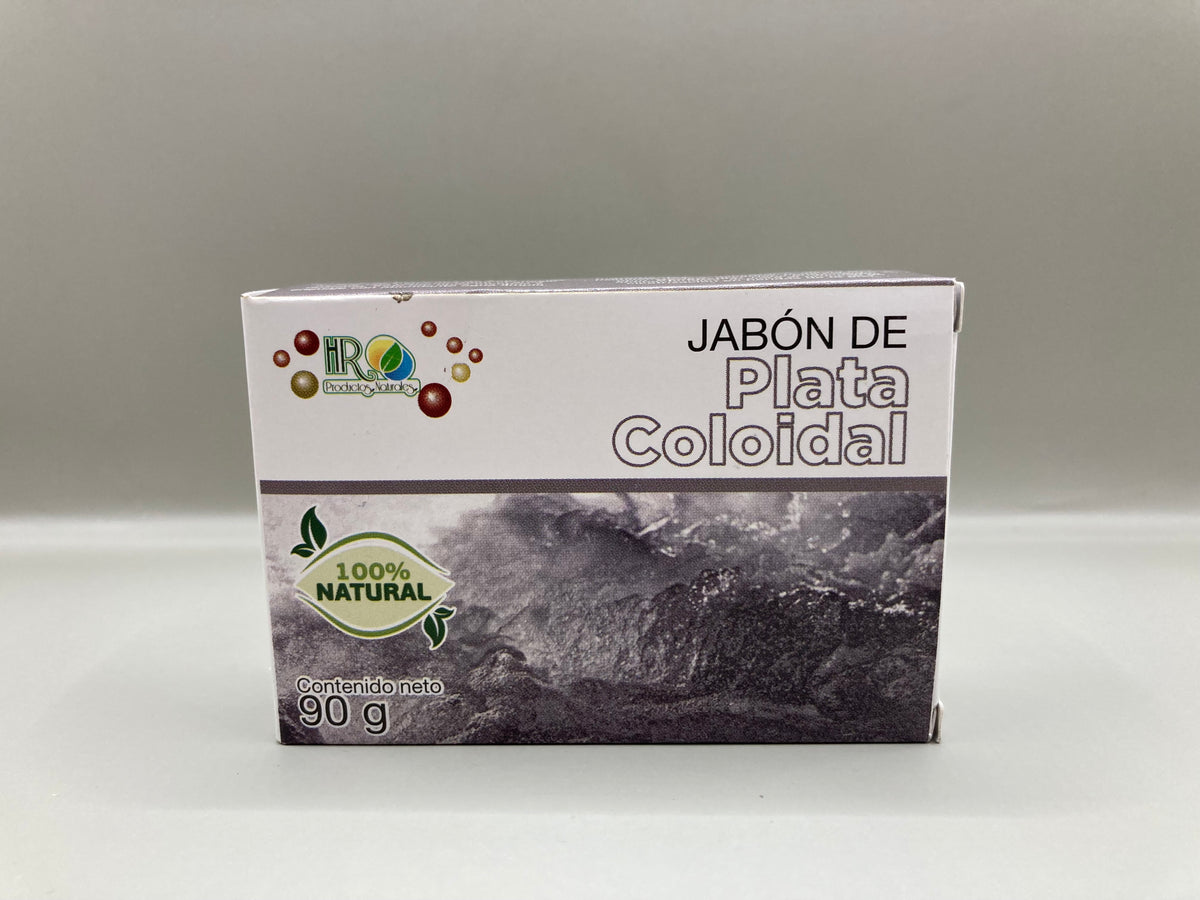 HR
Productos Naturales
JABÓN DE
Plata
Coloidal
100%
NATURAL
Contenido neto
90 g